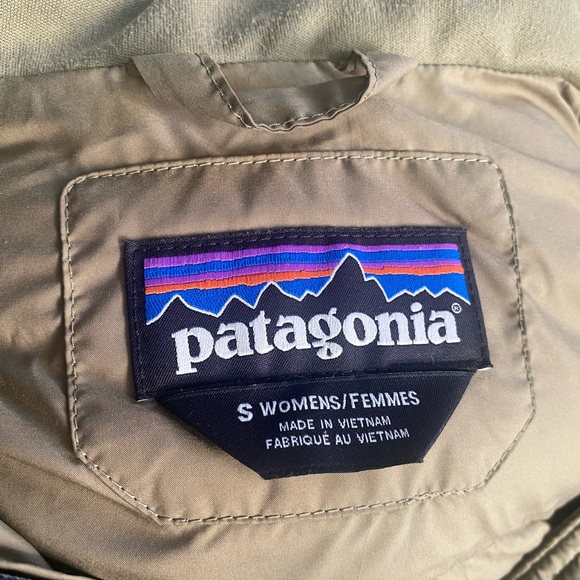 patagonia®
S WOMENS/FEMMES
MADE IN VIETNAM
FABRIQUÉ AU VIETNAM